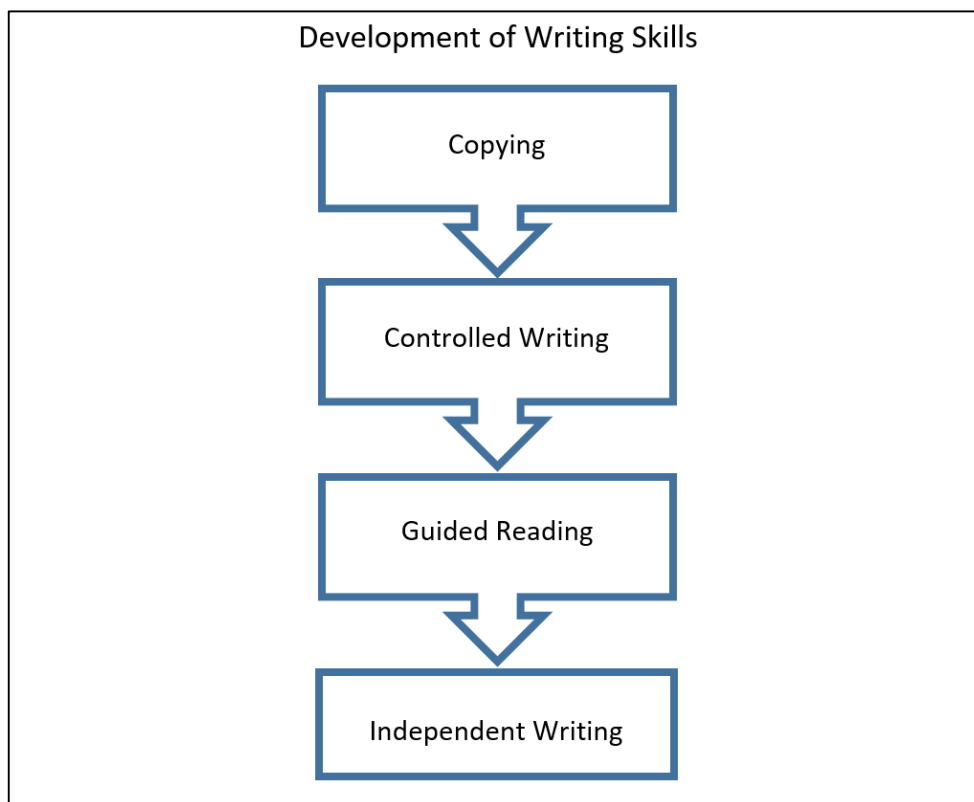 Development of Writing Skills
Copying
Controlled Writing
Guided Reading
Independent Writing